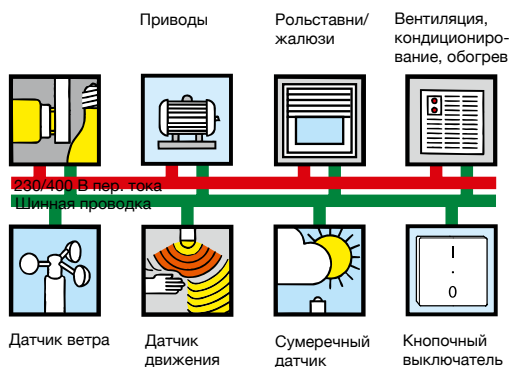 Приводы
Рольставни/
жалюзи
Вентиляция,
кондициониро-
вание, обогрев
230/400 В пер. тока
Шинная проводка
I
0
Датчик ветра
Датчик
движения
Сумеречный
датчик
Кнопочный
выключатель